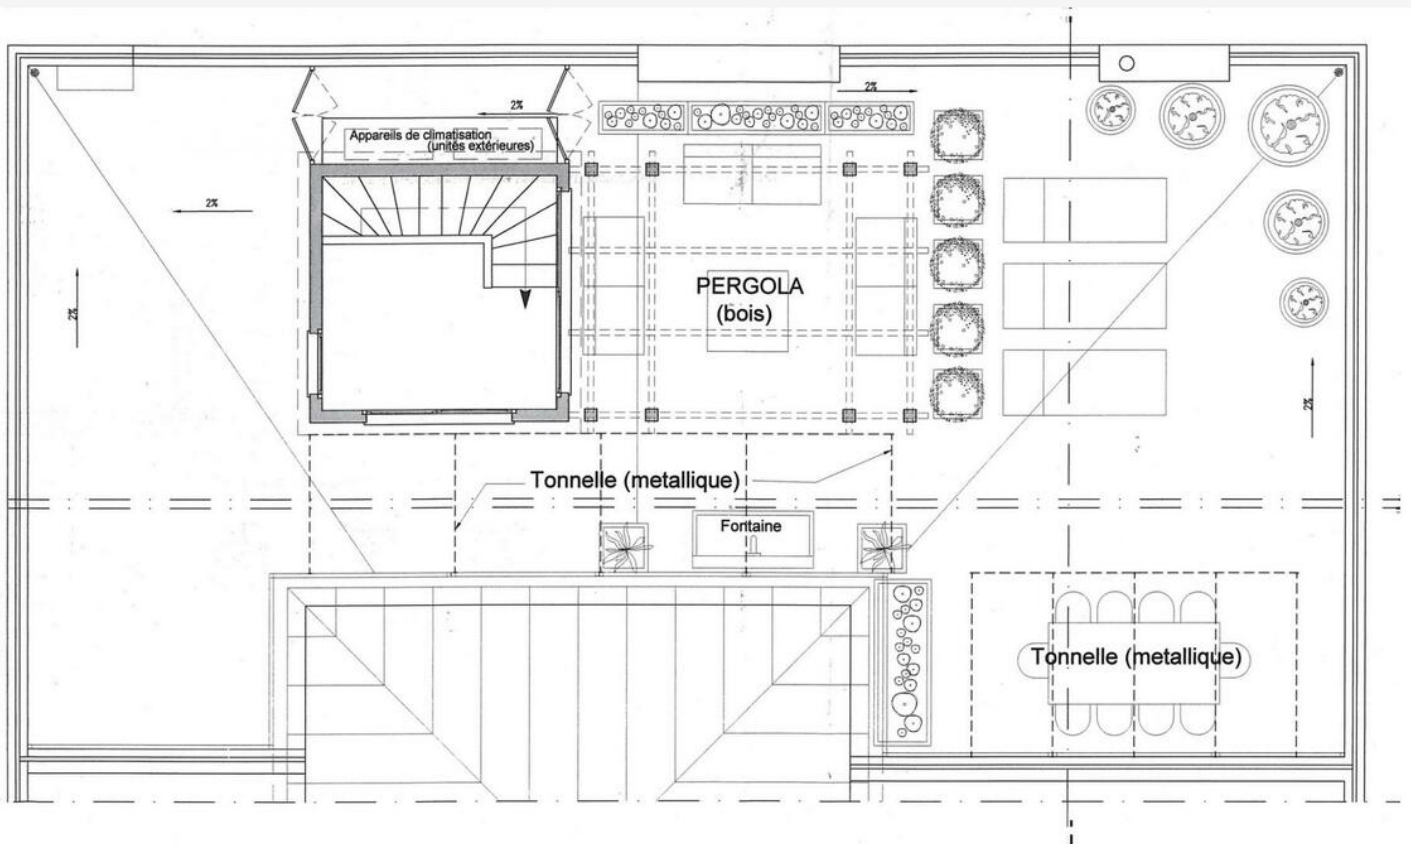 2%
2%
Appareils de climatisation
(unités extérieures)
2%
2%
2%
PERGOLA
(bois)
Tonnelle (metallique)
Fontaine
Tonnelle (metallique)